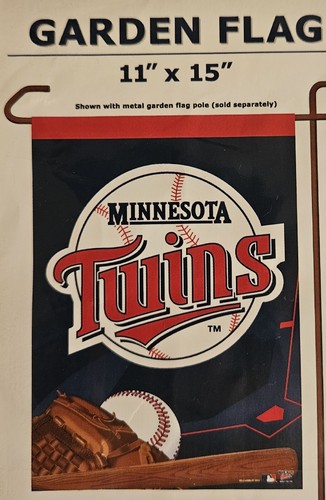 GARDEN FLAG
11" x 15"
Shown with metal garden flag pole (sold separately)
MINNESOTA
Twins
TM